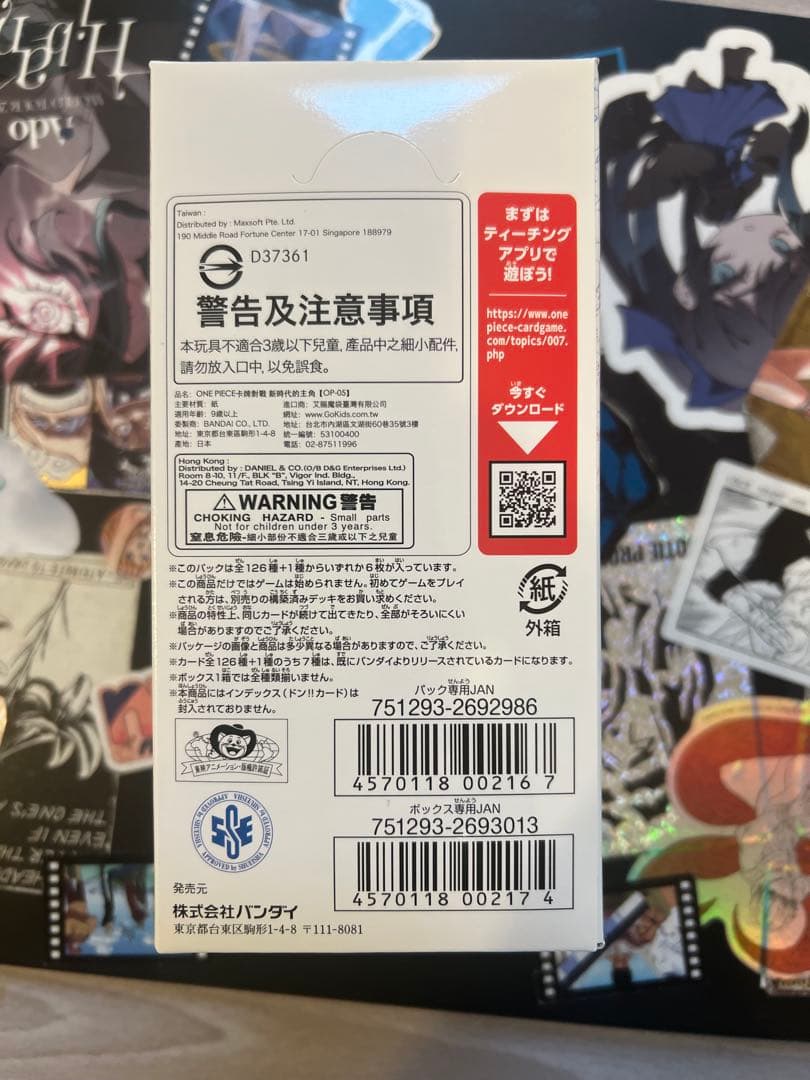 Ado
Taiwan :
Distributed by : Maxsoft Pte. Ltd.
190 Middle Road Fortune Center 17-01 Singapore 188979
D37361
警告及注意事項
本玩具不適合3歲以下兒童, 產品中之細小配件,
請勿放入口中, 以免誤食。
品名: ONE PIECE卡牌對戰 新時代的主角【OP-05】
主要材質: 紙
進口商: 艾賜魔袋臺灣有限公司
適用年齡: 9歲以上
網址: www.GoKids.com.tw
委製商: BANDAI CO., LTD.
地址: 台北市內湖區文湖街60巷35號3樓
地址: 東京都台東區駒形1-4-8
統一編號: 53100400
產地: 日本
電話: 02-87511996
Hong Kong :
Distributed by : DANIEL & CO.(O/B D&G Enterprises Ltd.)
Room 8-10, 11/F., BLK "B", Vigor Ind. Bldg.,
14-20 Cheung Tat Road, Tsing Yi Island, NT, Hong Kong.
WARNING 警告
CHOKING HAZARD - Small parts
Not for children under 3 years.
窒息危險-細小部份不適合三歲或以下之兒童
まずは
ティーチング
アプリで
遊ぼう!
https://www.one
piece-cardgame.
com/topics/007.
php
今すぐ
ダウンロード
紙
外箱
※このパックは全126種+1種からいずれか6枚が入っています。
※この商品だけではゲームは始められません。初めてゲームをプレイ
される方は、別売りの構築済みデッキをお買い求めください。
※商品の特性上、同じカードが続けて出てきたり、全部がそろいにくい
場合がありますのでご了承ください。
※パッケージの画像と商品は多少異なる場合がありますので、ご了承ください。
※カード全126種+1種のうち7種は、既にバンダイよりリリースされているカードになります。
※ボックス1箱では全種類揃いません。
※本商品にはインデックス(ドン!!カード)は
封入されておりません。
パック専用JAN
751293-2692986
4570118 002167
ボックス専用JAN
751293-2693013
4570118 002174
東映アニメーション・版権許諾証
APPROVED by SHUEISHA
発売元
株式会社バンダイ
東京都台東区駒形1-4-8 〒111-8081
THE ONE'S
EVEN IF